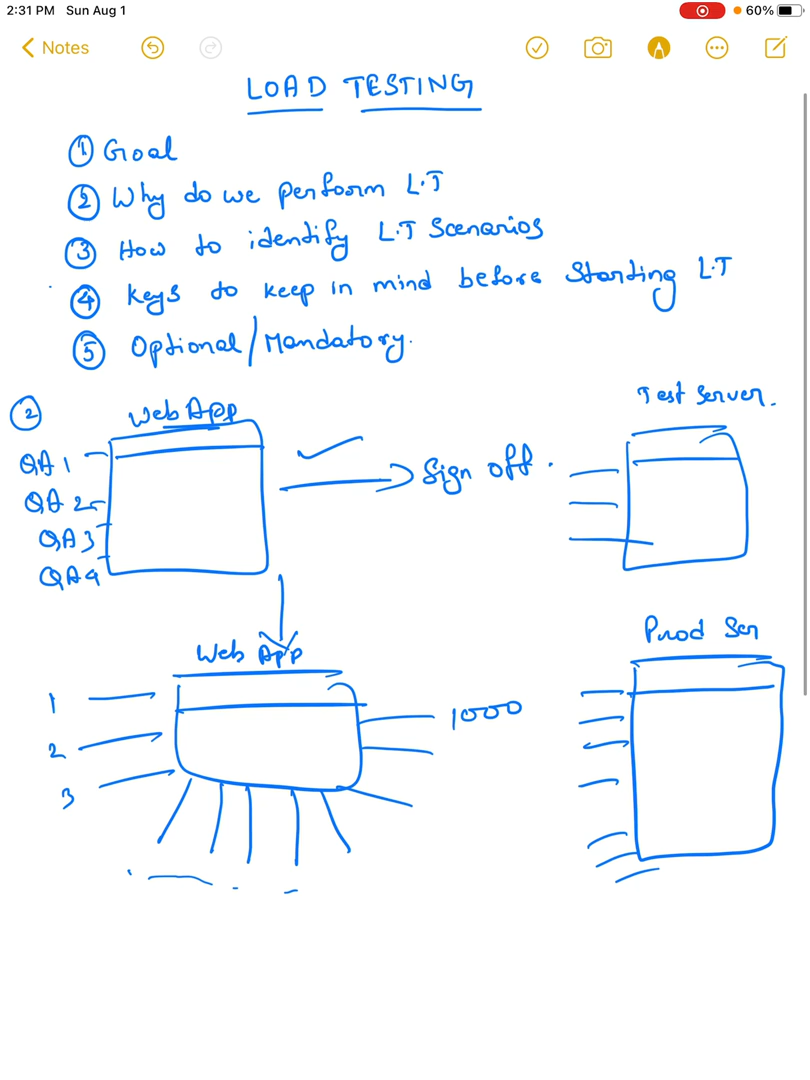 2:31 PM Sun Aug 1 60%
Notes
LOAD TESTING
1 Goal
2 Why do we perform L.T
3 How to identify L.T Scenarios
4 Keys to keep in mind before Starting L.T
5 Optional/Mandatory.
2 Web App
Test Server.
QA 1
QA 2
QA 3
QA 4
Sign off.
Web App
Prod Ser
1
2
3
1000